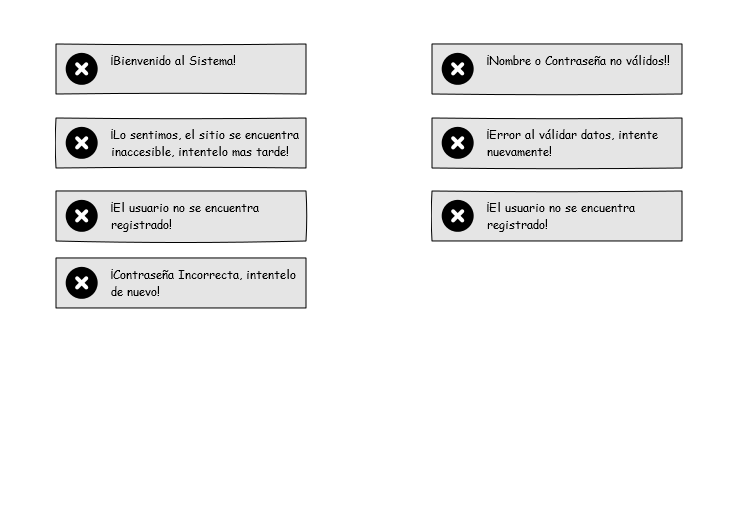 ¡Bienvenido al Sistema!
¡Nombre o Contraseña no válidos!!
¡Lo sentimos, el sitio se encuentra
inaccesible, intentelo mas tarde!
¡Error al válidar datos, intente
nuevamente!
¡El usuario no se encuentra
registrado!
¡El usuario no se encuentra
registrado!
¡Contraseña Incorrecta, intentelo
de nuevo!